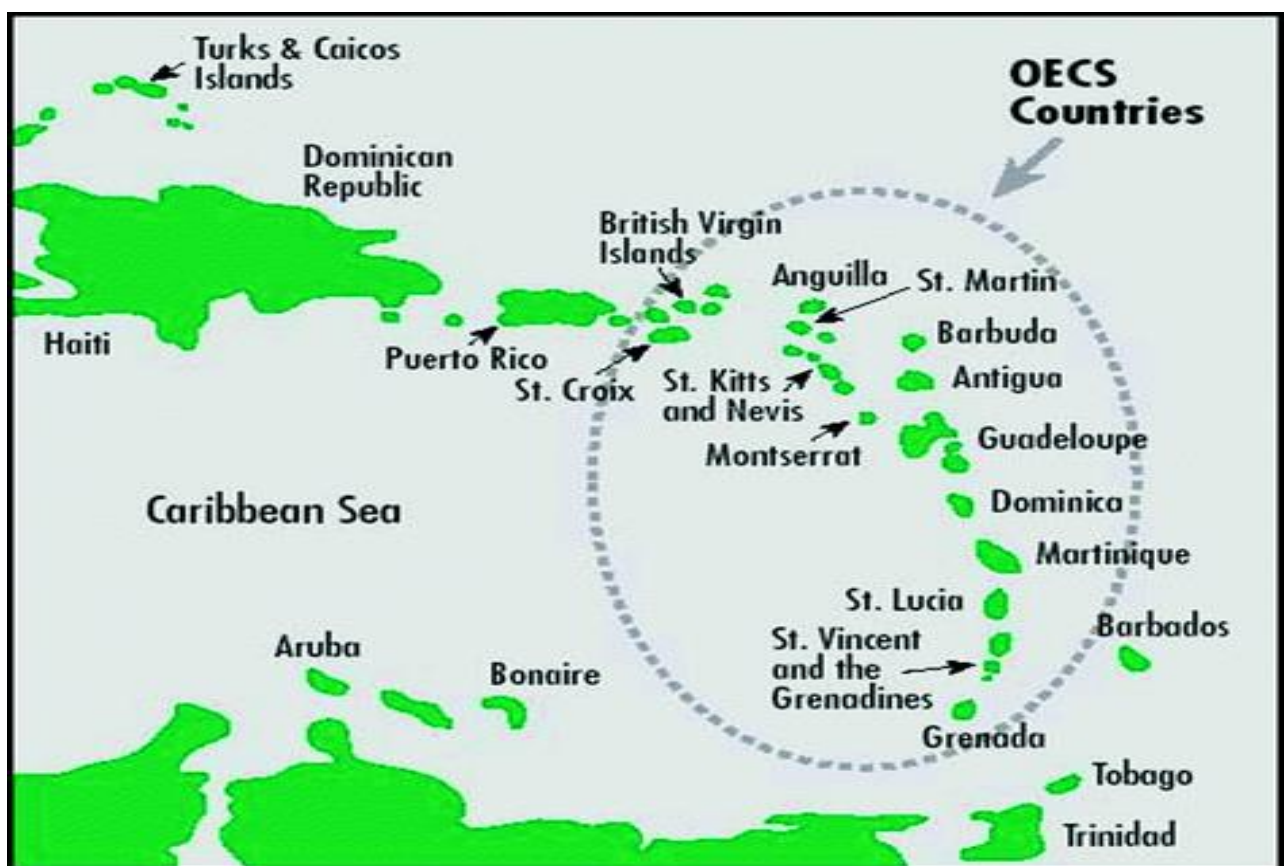 Turks & Caicos
Islands
OECS
Countries
Dominican
Republic
British Virgin
Islands
Anguilla
St. Martin
Haiti
Puerto Rico
St. Croix
St. Kitts
and Nevis
Barbuda
Antigua
Montserrat
Guadeloupe
Caribbean Sea
Dominica
Martinique
St. Lucia
Barbados
St. Vincent
and the
Grenadines
Aruba
Bonaire
Grenada
Tobago
Trinidad